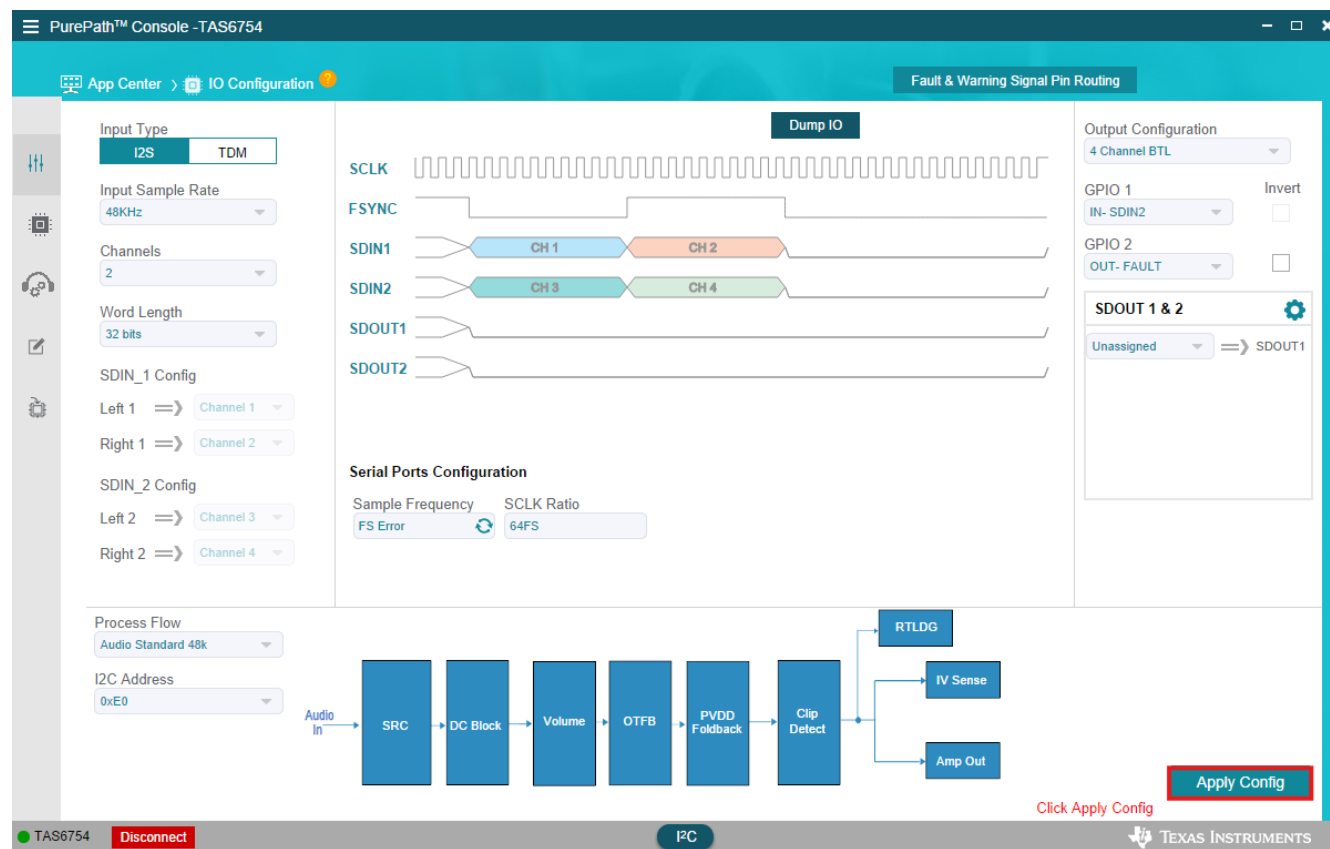 PurePath™ Console -TAS6754
App Center > IO Configuration ?
Fault & Warning Signal Pin Routing
Input Type
I2S TDM
Input Sample Rate
48KHz
Channels
2
Word Length
32 bits
SDIN_1 Config
Left 1 Channel 1
Right 1 Channel 2
SDIN_2 Config
Left 2 Channel 3
Right 2 Channel 4
Dump IO
SCLK
FSYNC
SDIN1 CH 1 CH 2
SDIN2 CH 3 CH 4
SDOUT1
SDOUT2
Serial Ports Configuration
Sample Frequency SCLK Ratio
FS Error 64FS
Output Configuration
4 Channel BTL
GPIO 1 Invert
IN- SDIN2
GPIO 2
OUT- FAULT
SDOUT 1 & 2
Unassigned SDOUT1
Process Flow
Audio Standard 48k
I2C Address
0xE0
Audio In
SRC
DC Block
Volume
OTFB
PVDD Foldback
Clip Detect
RTLDG
IV Sense
Amp Out
Apply Config
Click Apply Config
TAS6754 Disconnect I²C TEXAS INSTRUMENTS